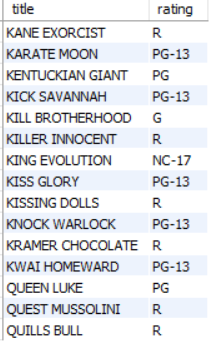 title rating
KANE EXORCIST R
KARATE MOON PG-13
KENTUCKIAN GIANT PG
KICK SAVANNAH PG-13
KILL BROTHERHOOD G
KILLER INNOCENT R
KING EVOLUTION NC-17
KISS GLORY PG-13
KISSING DOLLS R
KNOCK WARLOCK PG-13
KRAMER CHOCOLATE R
KWAI HOMEWARD PG-13
QUEEN LUKE PG
QUEST MUSSOLINI R
QUILLS BULL R